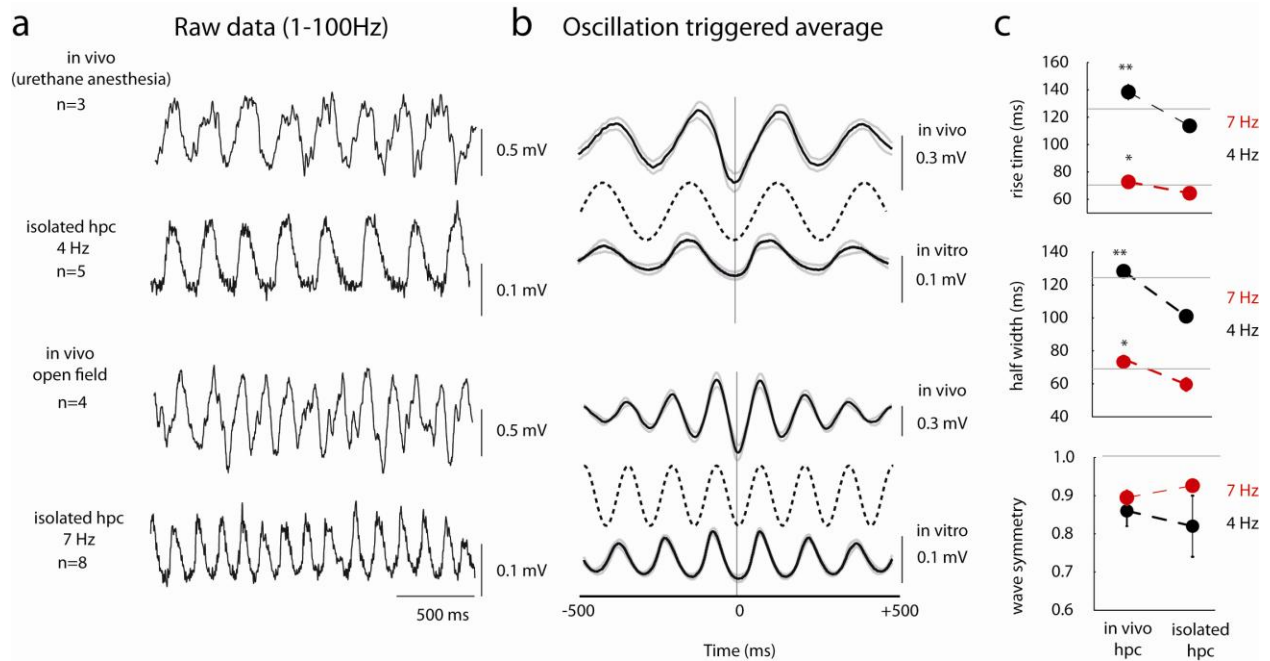 a
Raw data (1-100Hz)
in vivo
(urethane anesthesia)
n=3
0.5 mV
isolated hpc
4 Hz
n=5
0.1 mV
in vivo
open field
n=4
0.5 mV
isolated hpc
7 Hz
n=8
0.1 mV
500 ms
b
Oscillation triggered average
in vivo
0.3 mV
in vitro
0.1 mV
in vivo
0.3 mV
in vitro
0.1 mV
-500
0
+500
Time (ms)
c
160
140
120
100
80
60
rise time (ms)
**
*
7 Hz
4 Hz
140
120
100
80
60
40
half width (ms)
**
*
7 Hz
4 Hz
1.0
0.9
0.8
0.7
0.6
wave symmetry
7 Hz
4 Hz
in vivo
hpc
isolated
hpc